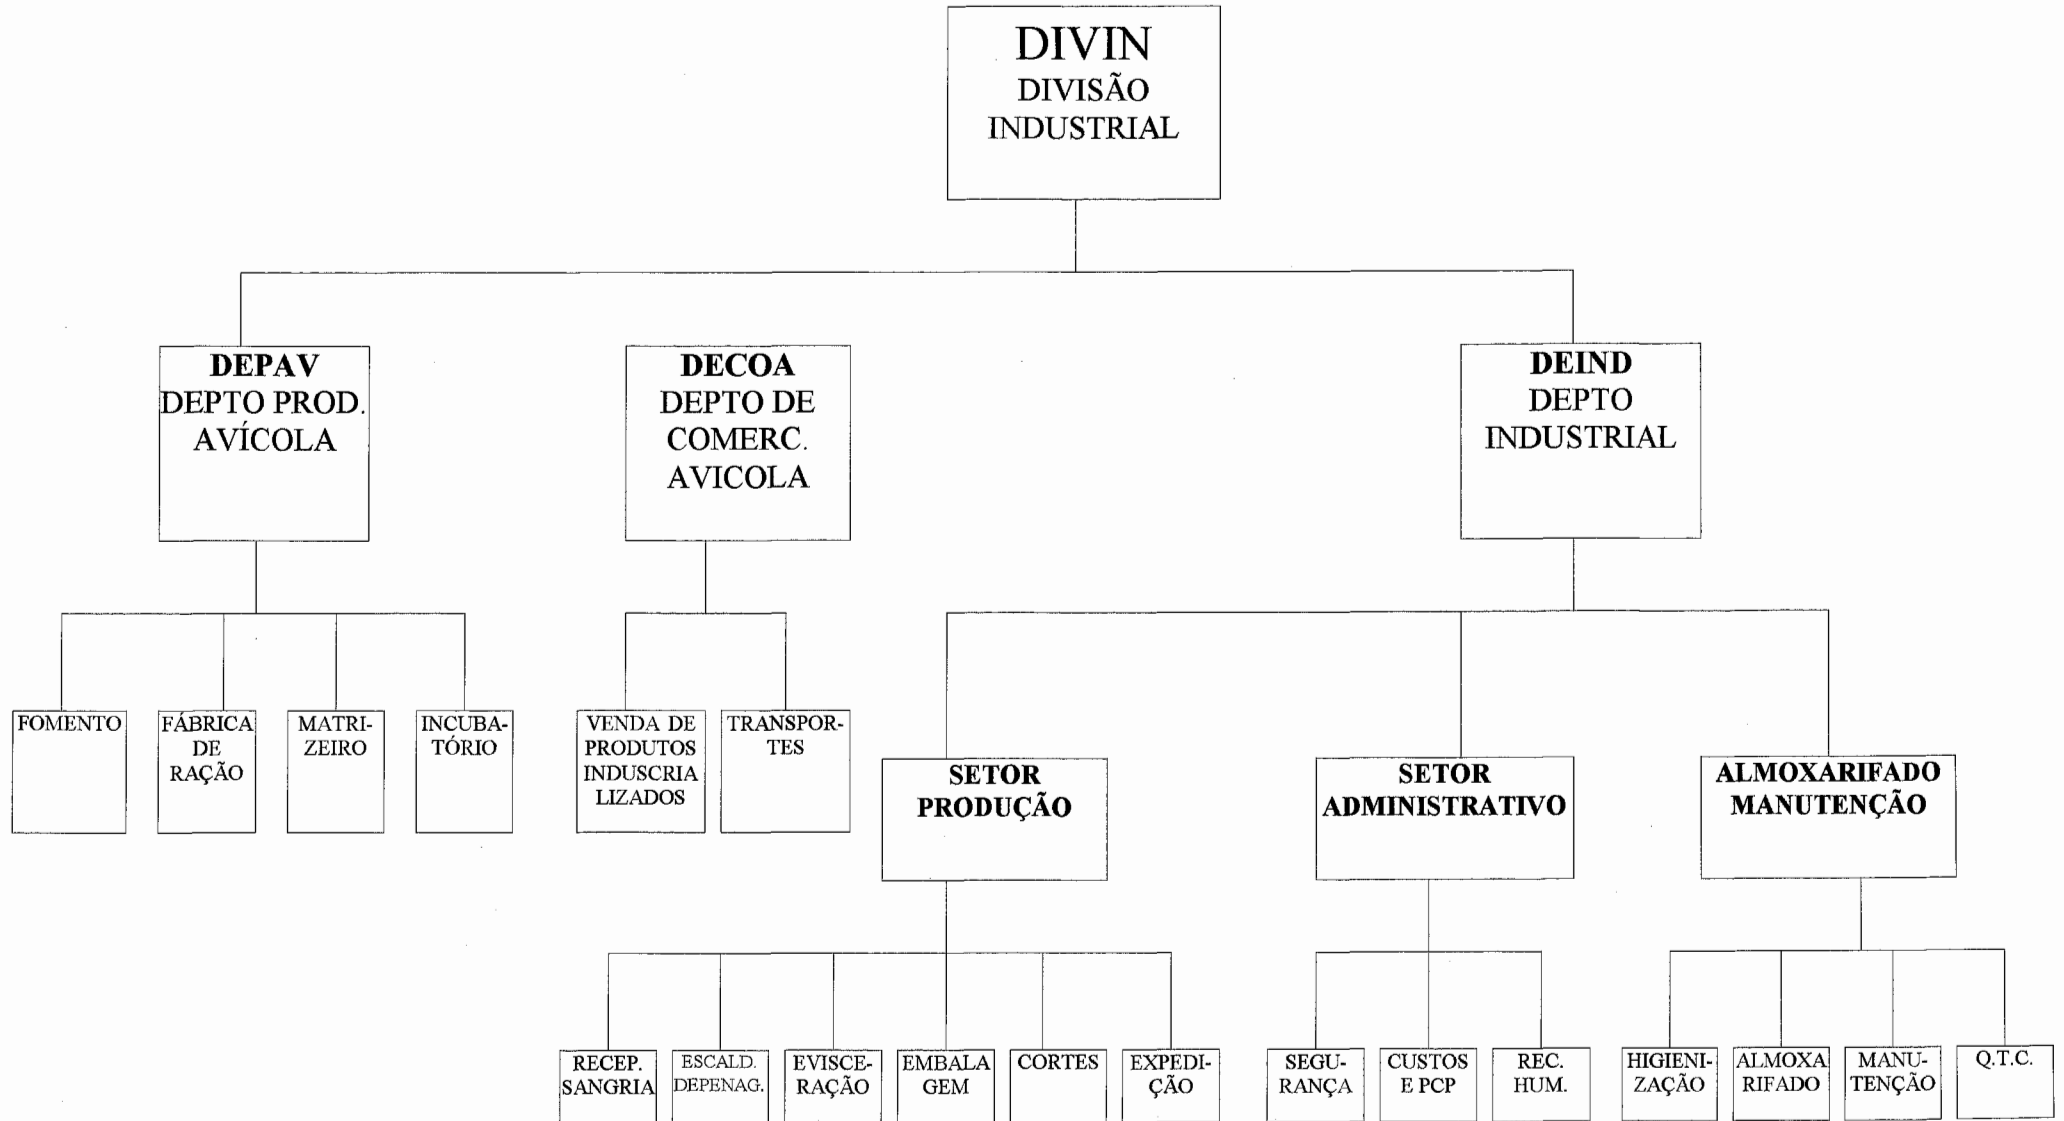 DIVIN
DIVISÃO
INDUSTRIAL
DEPAV
DEPTO PROD.
AVÍCOLA
DECOA
DEPTO DE
COMERC.
AVICOLA
DEIND
DEPTO
INDUSTRIAL
FOMENTO
FÁBRICA
DE
RAÇÃO
MATRI-
ZEIRO
INCUBA-
TÓRIO
VENDA DE
PRODUTOS
INDUSCRIA
LIZADOS
TRANSPOR-
TES
SETOR
PRODUÇÃO
SETOR
ADMINISTRATIVO
ALMOXARIFADO
MANUTENÇÃO
RECEP.
SANGRIA
ESCALD.
DEPENAG.
EVISCE-
RAÇÃO
EMBALA
GEM
CORTES
EXPEDI-
ÇÃO
SEGU-
RANÇA
CUSTOS
E PCP
REC.
HUM.
HIGIENI-
ZAÇÃO
ALMOXA
RIFADO
MANU-
TENÇÃO
Q.T.C.